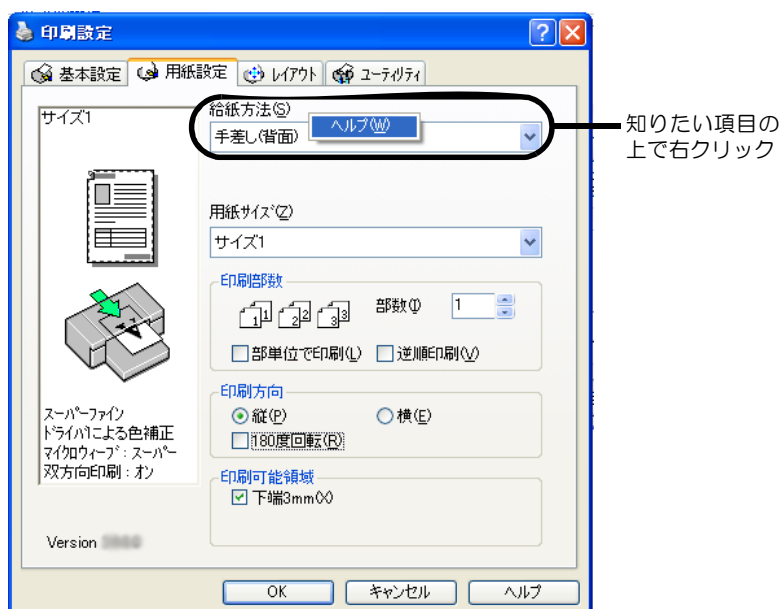 印刷設定
基本設定 用紙設定 レイアウト ユーティリティ
サイズ1
給紙方法(S)
手差し(背面)
ヘルプ(W)
知りたい項目の
上で右クリック
用紙サイズ(Z)
サイズ1
印刷部数
1 1 2 2 3 3
部数(I) 1
部単位で印刷(L) 逆順印刷(V)
印刷方向
縦(P) 横(E)
180度回転(R)
印刷可能領域
下端3mm(X)
スーパーファイン
ドライバによる色補正
マイクロウィーブ:スーパー
双方向印刷:オン
Version
OK キャンセル ヘルプ